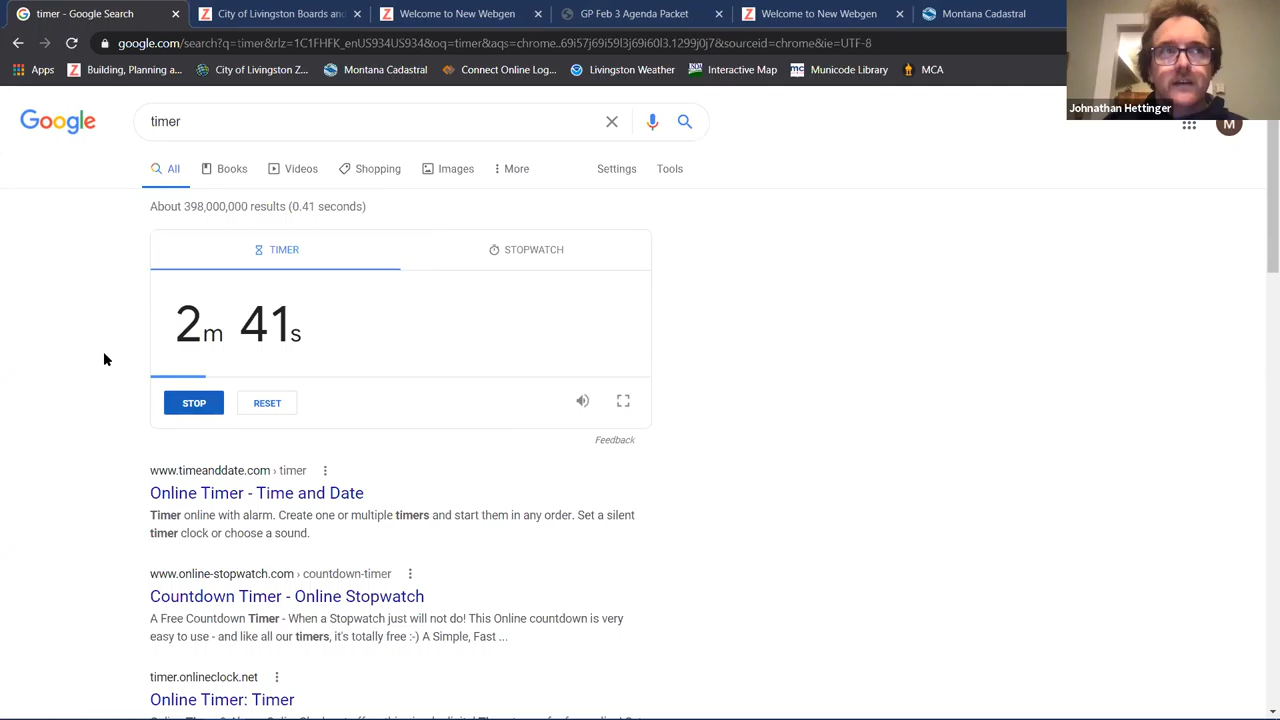 timer - Google Search
City of Livingston Boards and
Welcome to New Webgen
GP Feb 3 Agenda Packet
Welcome to New Webgen
Montana Cadastral
google.com/search?q=timer&rlz=1C1FHFK_enUS934US934&oq=timer&aqs=chrome..69i57j69i59l3j69i60l3.1299j0j7&sourceid=chrome&ie=UTF-8
Apps
Building, Planning a...
City of Livingston Z...
Montana Cadastral
ConnectOnline Log...
Livingston Weather
Interactive Map
Municode Library
MCA
Johnathan Hettinger
Google
timer
M
All
Books
Videos
Shopping
Images
More
Settings
Tools
About 398,000,000 results (0.41 seconds)
TIMER
STOPWATCH
2m 41s
STOP
RESET
Feedback
www.timeanddate.com › timer
Online Timer - Time and Date
Timer online with alarm. Create one or multiple timers and start them in any order. Set a silent
timer clock or choose a sound.
www.online-stopwatch.com › countdown-timer
Countdown Timer - Online Stopwatch
A Free Countdown Timer - When a Stopwatch just will not do! This Online countdown is very
easy to use - and like all our timers, it's totally free :-) A Simple, Fast ...
timer.onlineclock.net
Online Timer: Timer